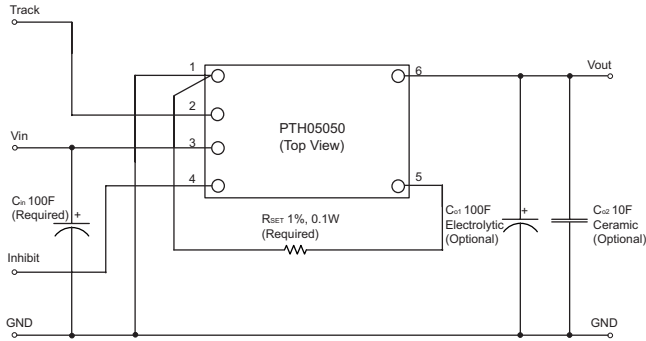 Track
1
6
Vout
2
PTH05050
(Top View)
Vin
3
4
5
Cin 100F
(Required)
+
RSET 1%, 0.1W
(Required)
Co1 100F
Electrolytic
(Optional)
+
Co2 10F
Ceramic
(Optional)
Inhibit
GND
GND